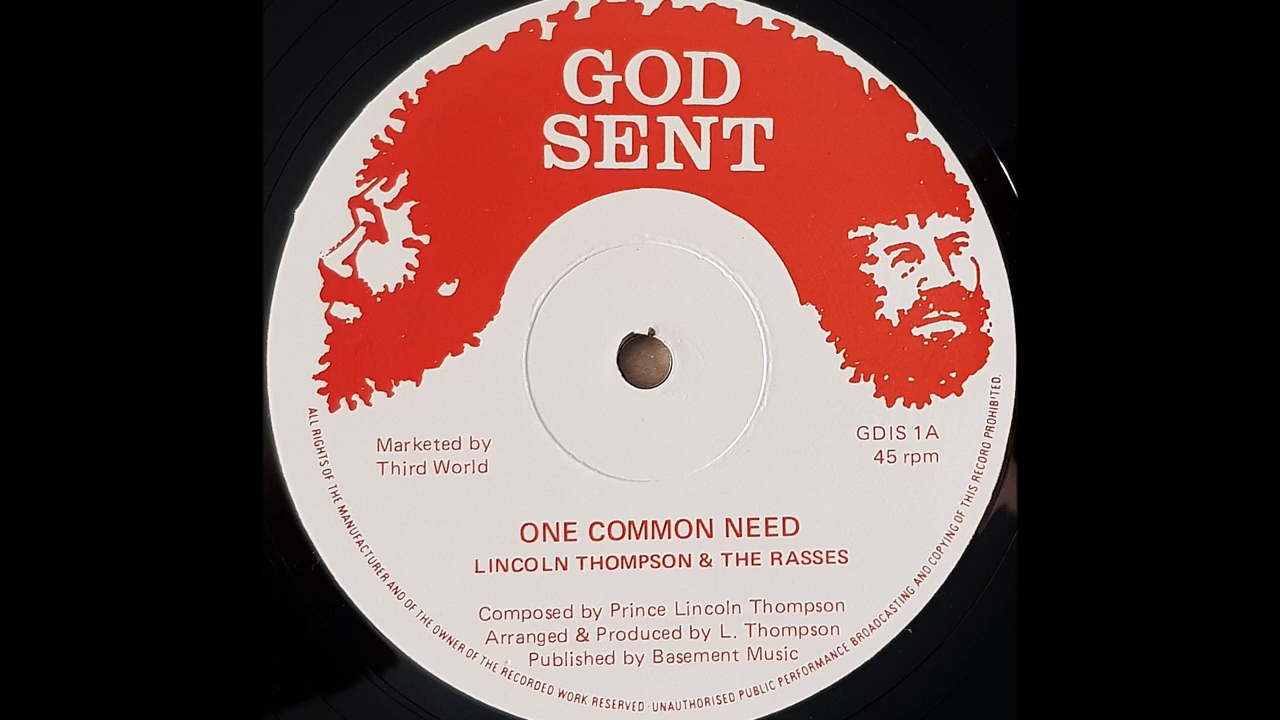 GOD
SENT
Marketed by
Third World
GDIS 1A
45 rpm
ONE COMMON NEED
LINCOLN THOMPSON & THE RASSES
Composed by Prince Lincoln Thompson
Arranged & Produced by L. Thompson
Published by Basement Music
ALL RIGHTS OF THE MANUFACTURER AND OF THE OWNER OF THE RECORDED WORK RESERVED · UNAUTHORISED PUBLIC PERFORMANCE BROADCASTING AND COPYING OF THIS RECORD PROHIBITED.